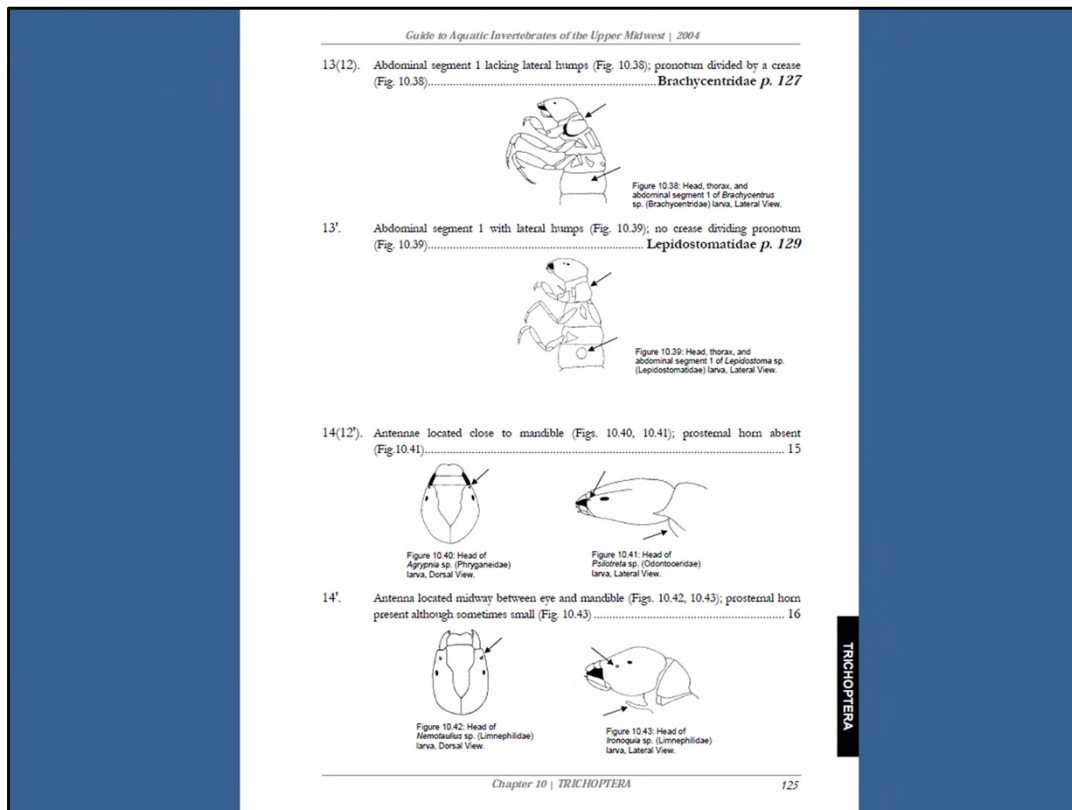 Guide to Aquatic Invertebrates of the Upper Midwest | 2004
13(12). Abdominal segment 1 lacking lateral humps (Fig. 10.38); pronotum divided by a crease
(Fig. 10.38)..........................................................................Brachycentridae p. 127
Figure 10.38: Head, thorax, and
abdominal segment 1 of Brachycentrus
sp. (Brachycentridae) larva, Lateral View.
13'. Abdominal segment 1 with lateral humps (Fig. 10.39); no crease dividing pronotum
(Fig. 10.39)...................................................................... Lepidostomatidae p. 129
Figure 10.39: Head, thorax, and
abdominal segment 1 of Lepidostoma sp.
(Lepidostomatidae) larva, Lateral View.
14(12'). Antennae located close to mandible (Figs. 10.40, 10.41); prosternal horn absent
(Fig.10.41)................................................................................................................ 15
Figure 10.40: Head of
Agrypnia sp. (Phryganeidae)
larva, Dorsal View.
Figure 10.41: Head of
Psilotreta sp. (Odontoceridae)
larva, Lateral View.
14'. Antenna located midway between eye and mandible (Figs. 10.42, 10.43); prosternal horn
present although sometimes small (Fig. 10.43) ........................................................... 16
Figure 10.42: Head of
Nemotaulius sp. (Limnephilidae)
larva, Dorsal View.
Figure 10.43: Head of
Ironoquia sp. (Limnephilidae)
larva, Lateral View.
TRICHOPTERA
Chapter 10 | TRICHOPTERA 125